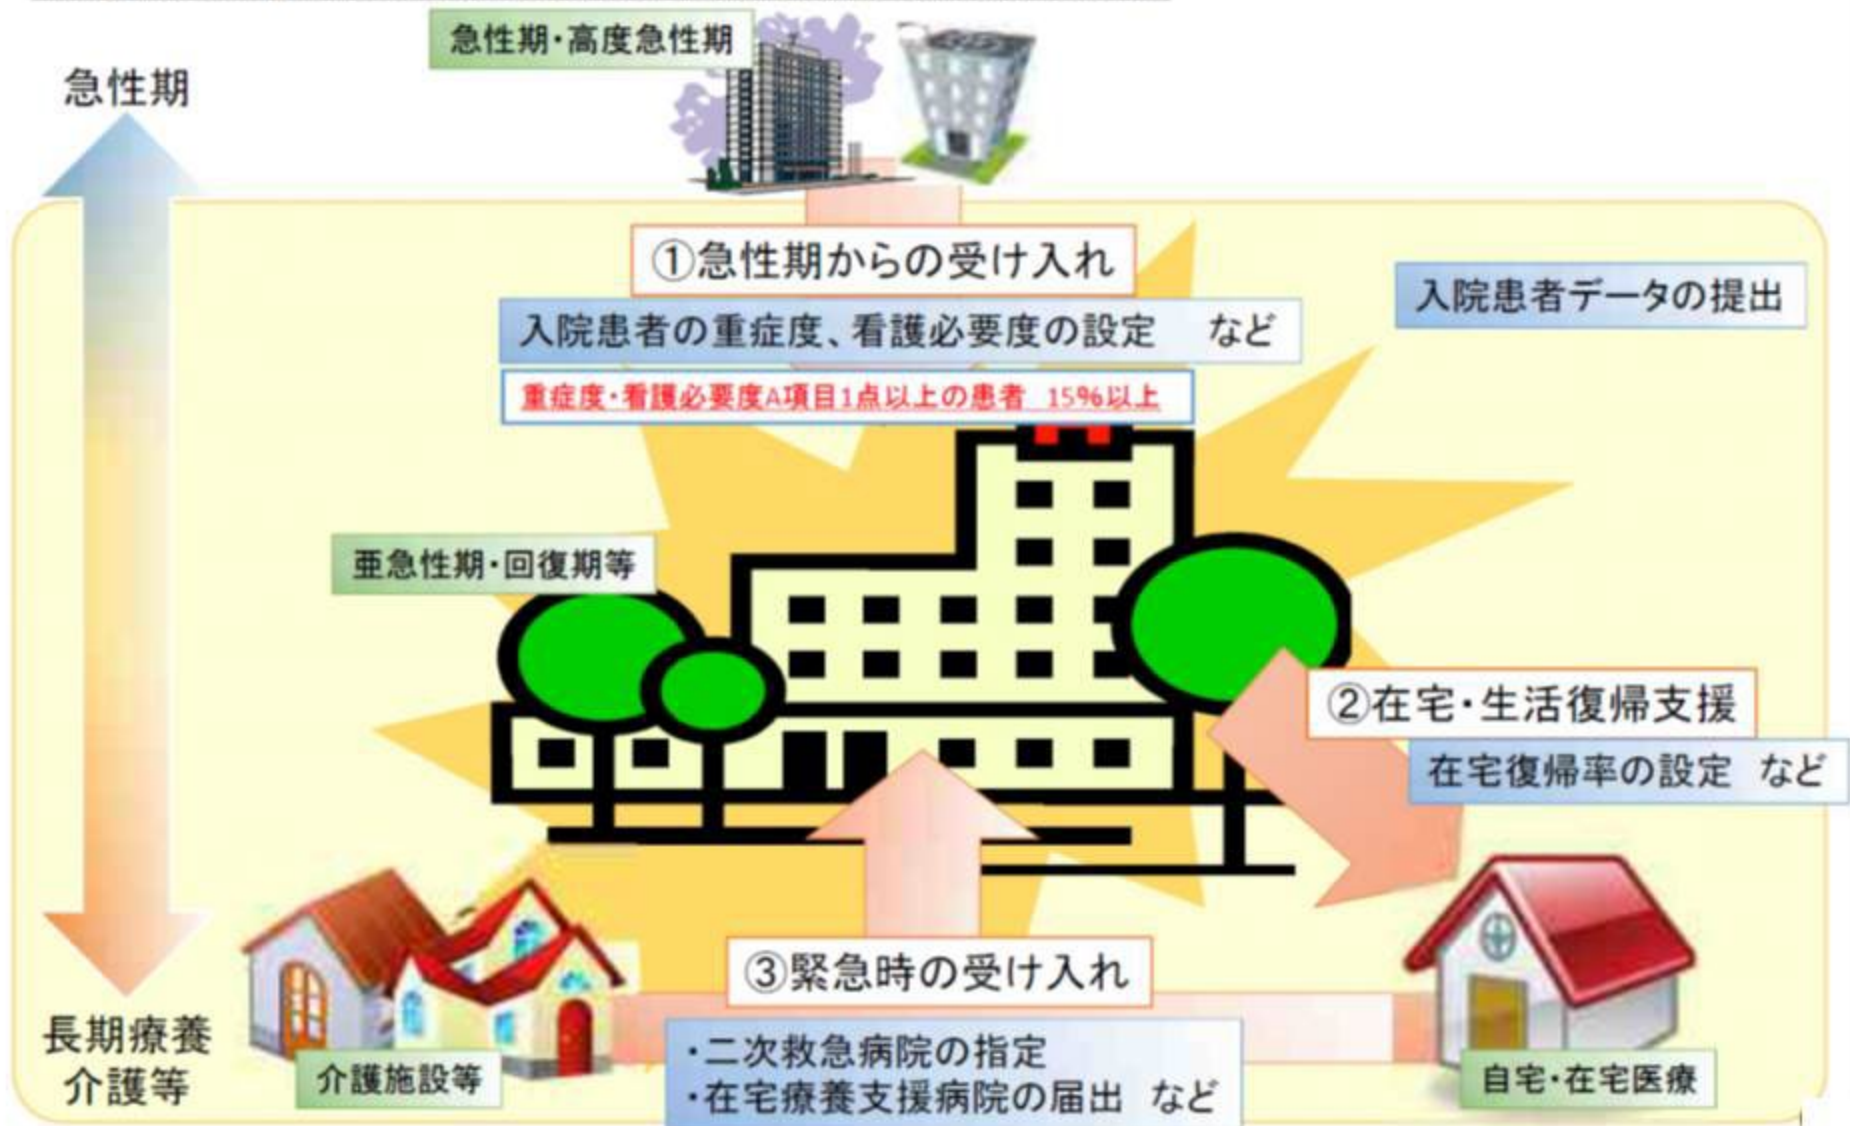 急性期・高度急性期
急性期
①急性期からの受け入れ
入院患者データの提出
入院患者の重症度、看護必要度の設定　など
重症度・看護必要度A項目1点以上の患者　15%以上
亜急性期・回復期等
②在宅・生活復帰支援
在宅復帰率の設定　など
③緊急時の受け入れ
・二次救急病院の指定
・在宅療養支援病院の届出　など
長期療養
介護等
介護施設等
自宅・在宅医療